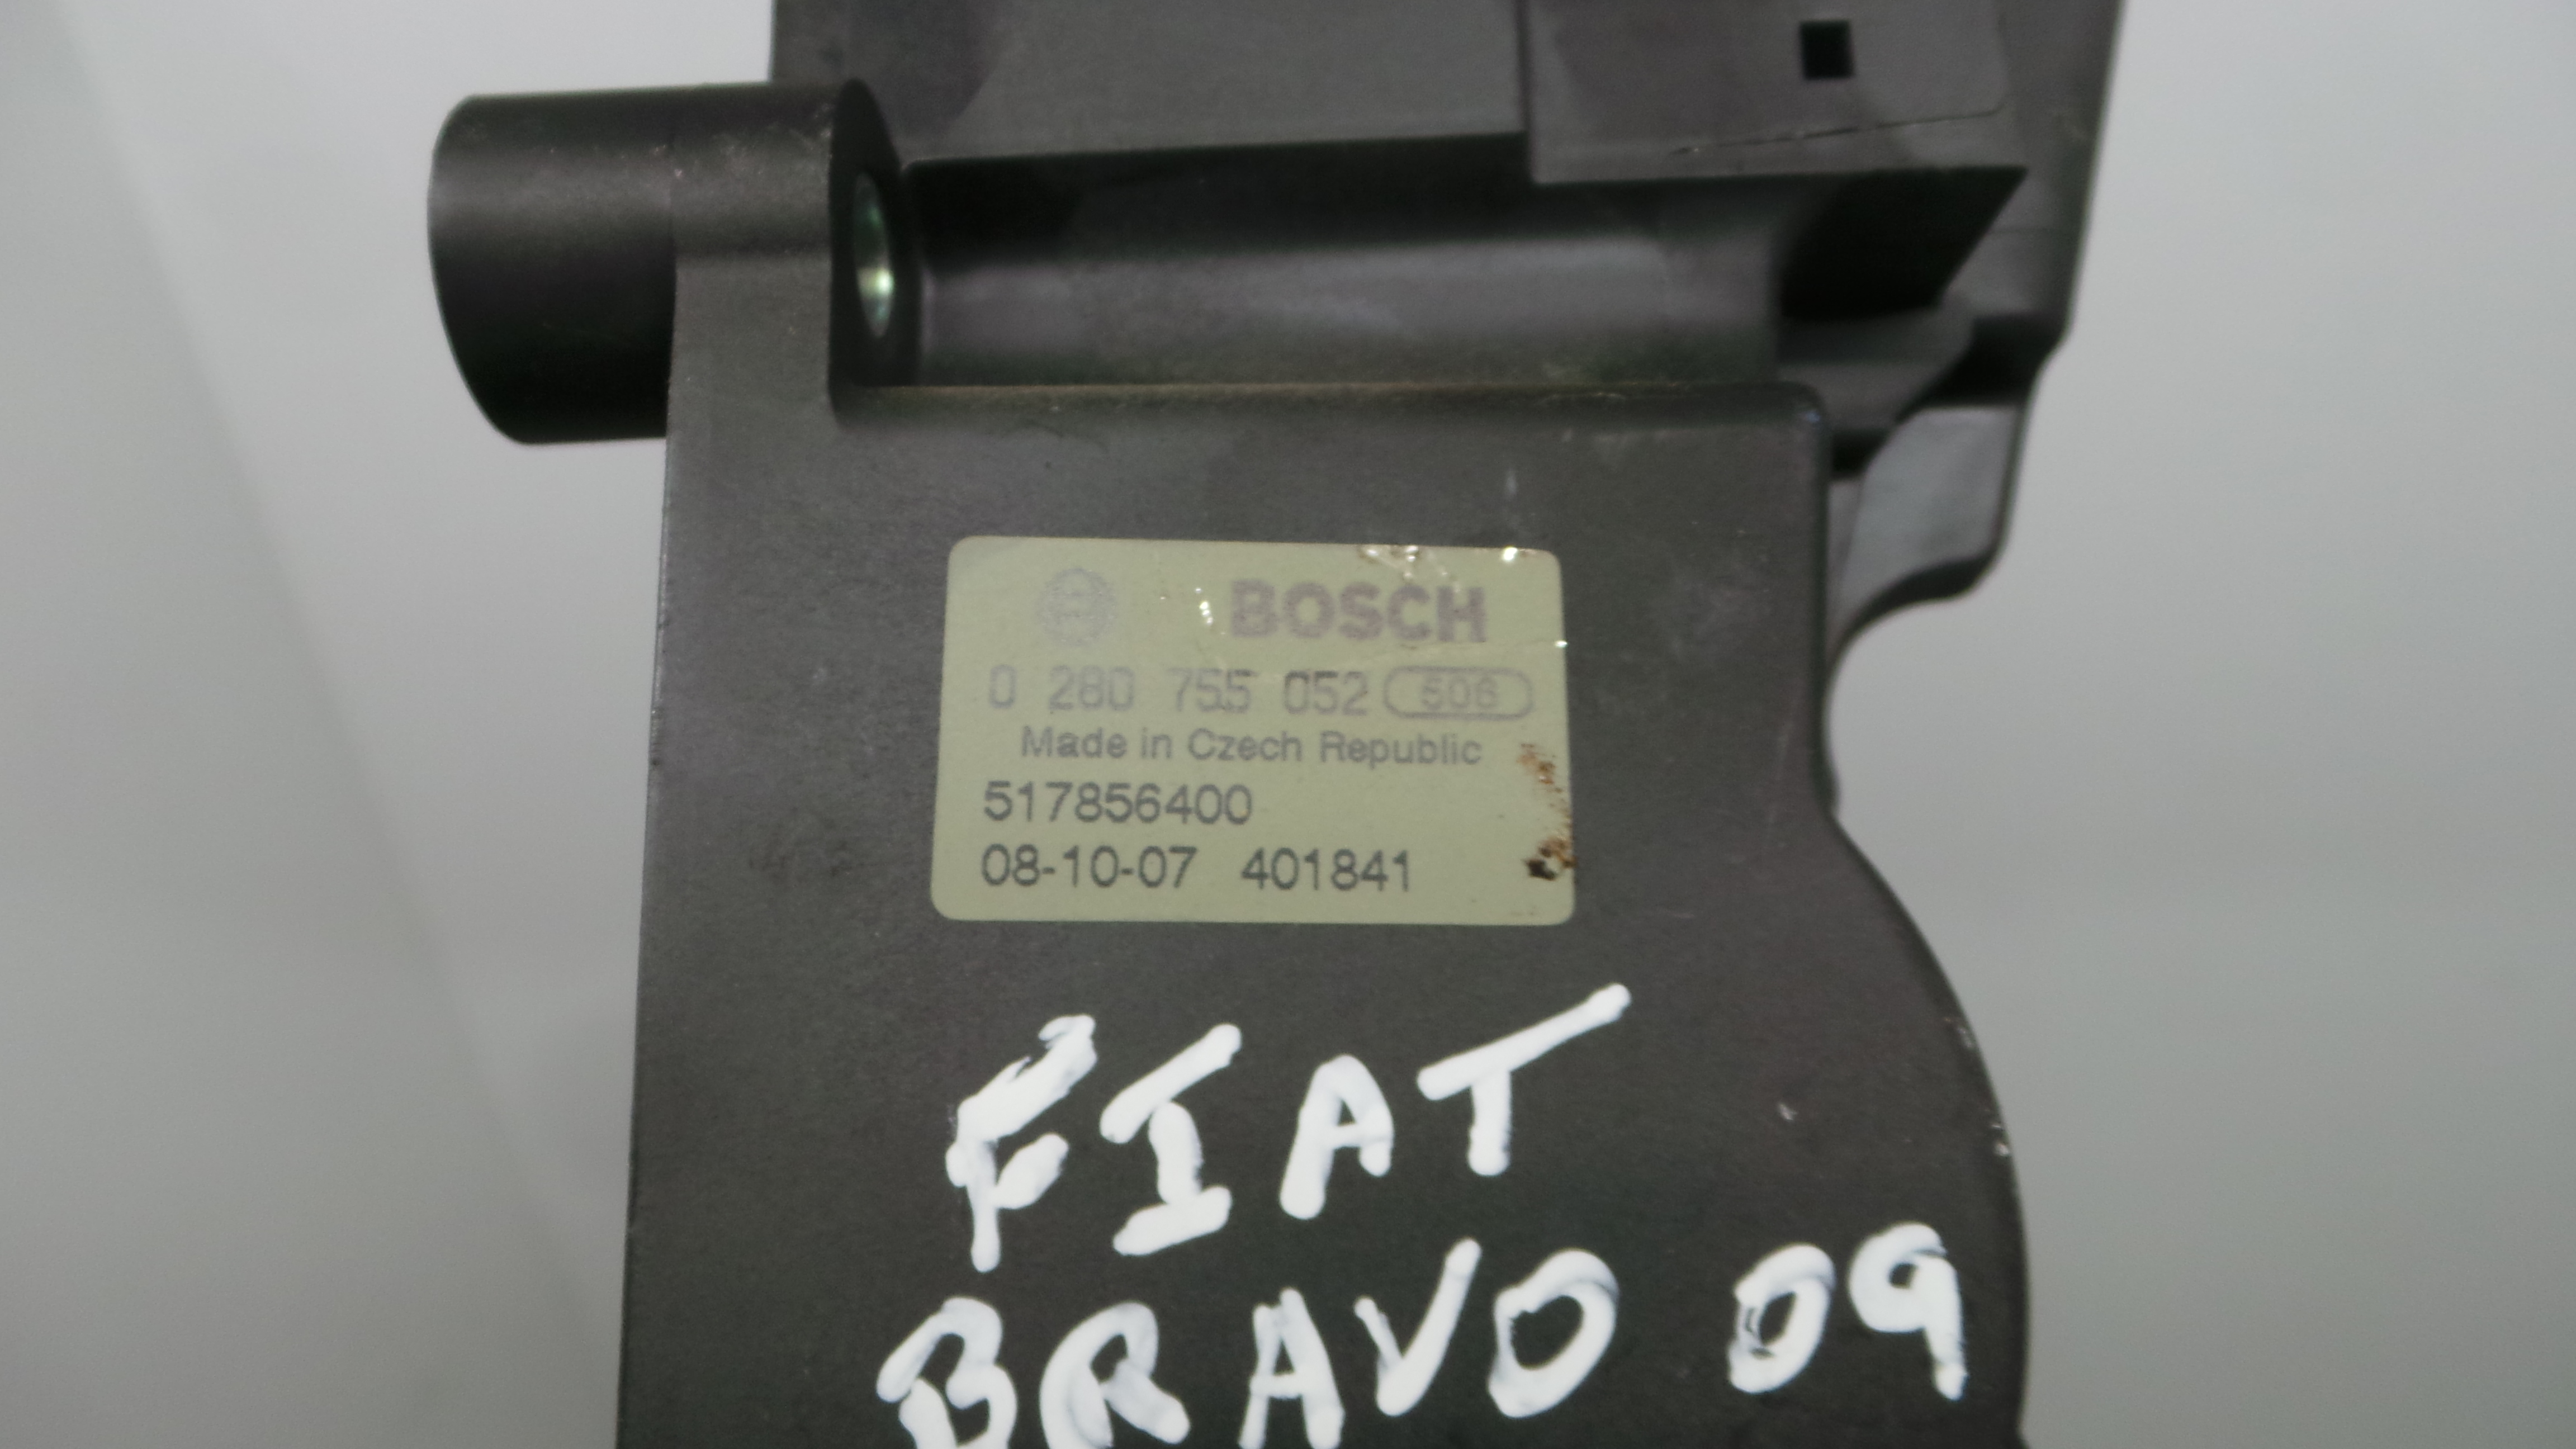 BOSCH
0 280 755 052 506
Made in Czech Republic
517856400
08-10-07 401841
FIAT
BRAVO 09